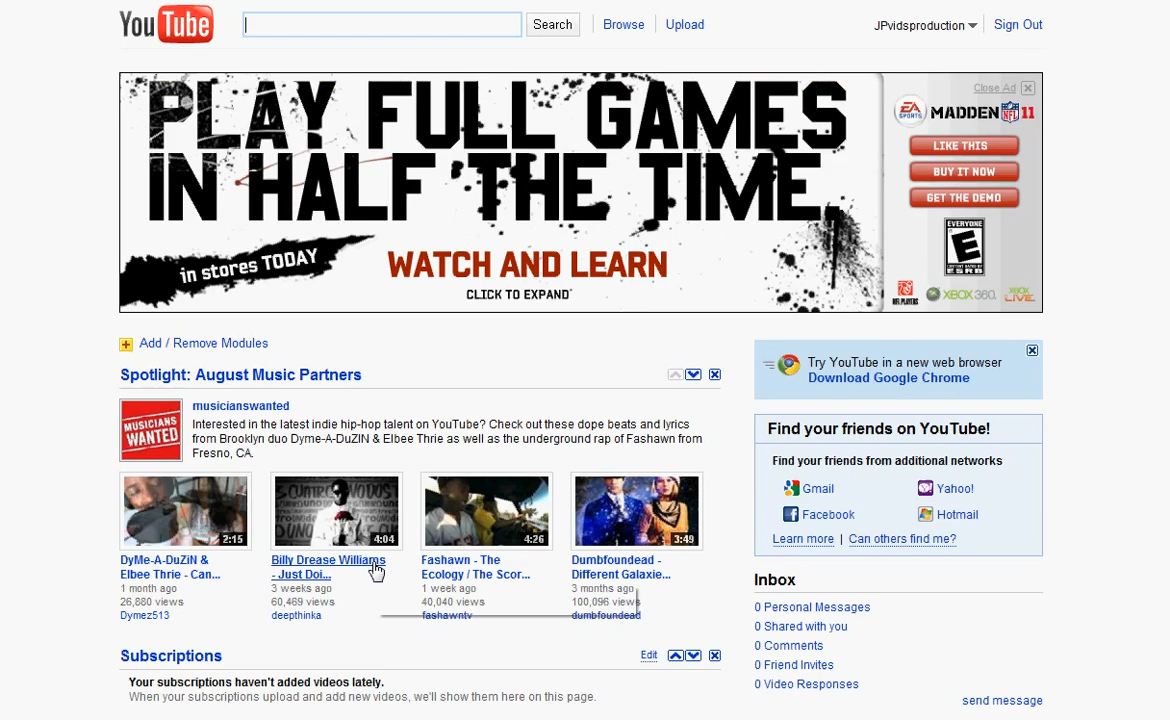 YouTube
Search
Browse
Upload
JPvidsproduction
Sign Out
PLAY FULL GAMES
IN HALF THE TIME.
in stores TODAY
WATCH AND LEARN
CLICK TO EXPAND
Close Ad
EA
SPORTS
MADDEN NFL 11
LIKE THIS
BUY IT NOW
GET THE DEMO
EVERYONE
E
ESRB
NFL PLAYERS
XBOX 360
XBOX LIVE
Add / Remove Modules
Spotlight: August Music Partners
MUSICIANS
WANTED
musicianswanted
Interested in the latest indie hip-hop talent on YouTube? Check out these dope beats and lyrics
from Brooklyn duo Dyme-A-DuZIN & Elbee Thrie as well as the underground rap of Fashawn from
Fresno, CA.
2:15
4:04
4:26
3:49
DyMe-A-DuZiN &
Elbee Thrie - Can...
1 month ago
26,880 views
Dymez513
Billy Drease Williams
- Just Doi...
3 weeks ago
60,469 views
deepthinka
Fashawn - The
Ecology / The Scor...
1 week ago
40,040 views
fashawntv
Dumbfoundead -
Different Galaxie...
3 months ago
100,096 views
dumbfoundead
Subscriptions
Edit
Your subscriptions haven't added videos lately.
When your subscriptions upload and add new videos, we'll show them here on this page.
Try YouTube in a new web browser
Download Google Chrome
Find your friends on YouTube!
Find your friends from additional networks
Gmail
Yahoo!
Facebook
Hotmail
Learn more | Can others find me?
Inbox
0 Personal Messages
0 Shared with you
0 Comments
0 Friend Invites
0 Video Responses
send message